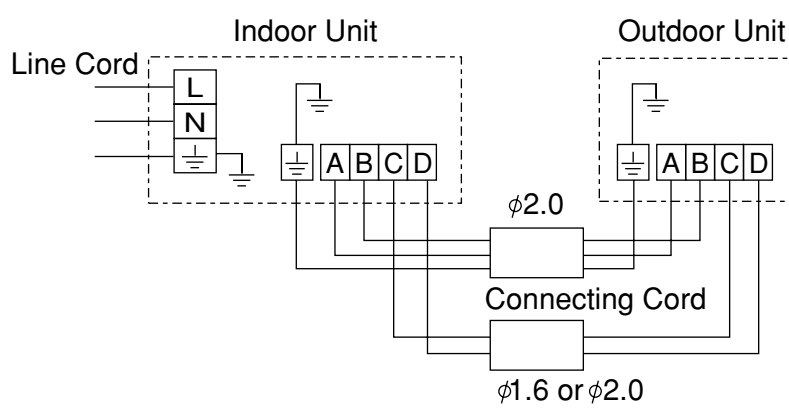 Indoor Unit
Outdoor Unit
Line Cord
L
N
A B C D
A B C D
ϕ2.0
Connecting Cord
ϕ1.6 or ϕ2.0